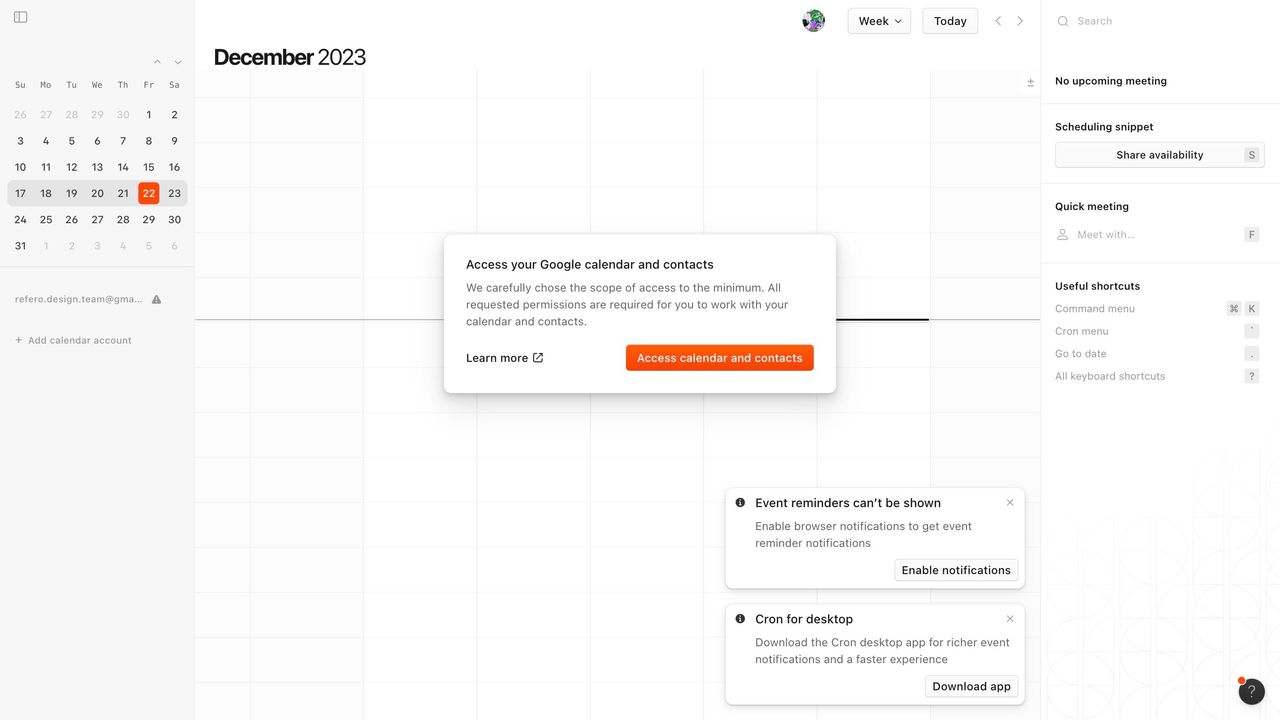 December 2023
Week
Today
Su Mo Tu We Th Fr Sa
26 27 28 29 30 1 2
3 4 5 6 7 8 9
10 11 12 13 14 15 16
17 18 19 20 21 22 23
24 25 26 27 28 29 30
31 1 2 3 4 5 6
refero.design.team@gma...
+ Add calendar account
Access your Google calendar and contacts
We carefully chose the scope of access to the minimum. All
requested permissions are required for you to work with your
calendar and contacts.
Learn more
Access calendar and contacts
Event reminders can’t be shown
Enable browser notifications to get event
reminder notifications
Enable notifications
Cron for desktop
Download the Cron desktop app for richer event
notifications and a faster experience
Download app
Search
No upcoming meeting
Scheduling snippet
Share availability S
Quick meeting
Meet with... F
Useful shortcuts
Command menu ⌘ K
Cron menu `
Go to date .
All keyboard shortcuts ?
?